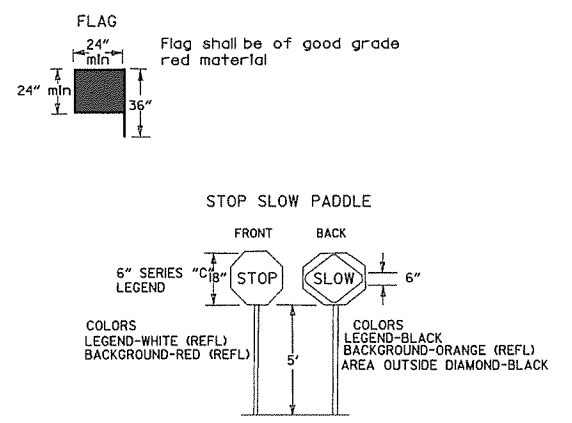 FLAG
24"
min
Flag shall be of good grade
red material
24" min
36"
STOP SLOW PADDLE
FRONT
BACK
6" SERIES "C"
LEGEND
18"
STOP
SLOW
6"
COLORS
LEGEND-WHITE (REFL)
BACKGROUND-RED (REFL)
5'
COLORS
LEGEND-BLACK
BACKGROUND-ORANGE (REFL)
AREA OUTSIDE DIAMOND-BLACK